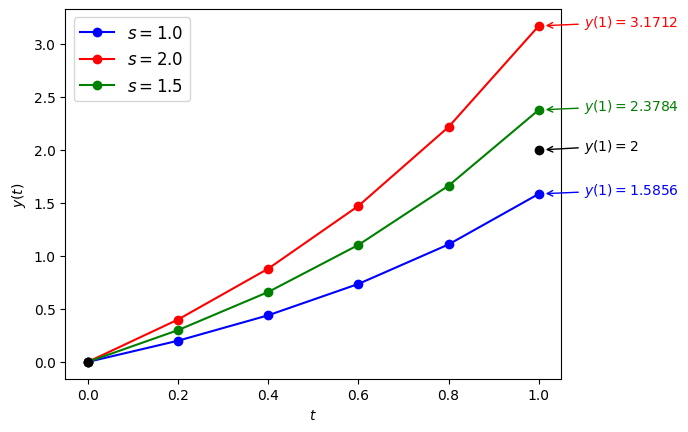 3.0
2.5
2.0
1.5
1.0
0.5
0.0
y(t)
s = 1.0
s = 2.0
s = 1.5
y(1) = 3.1712
y(1) = 2.3784
y(1) = 2
y(1) = 1.5856
0.0 0.2 0.4 0.6 0.8 1.0
t